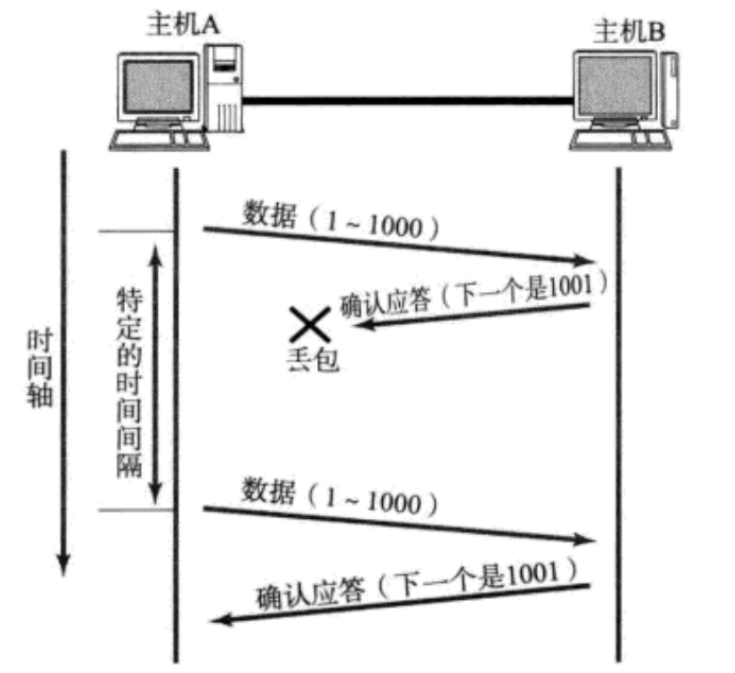 主机A
主机B
数据（1~1000）
确认应答（下一个是1001）
丢包
特定的时间间隔
时间轴
数据（1~1000）
确认应答（下一个是1001）